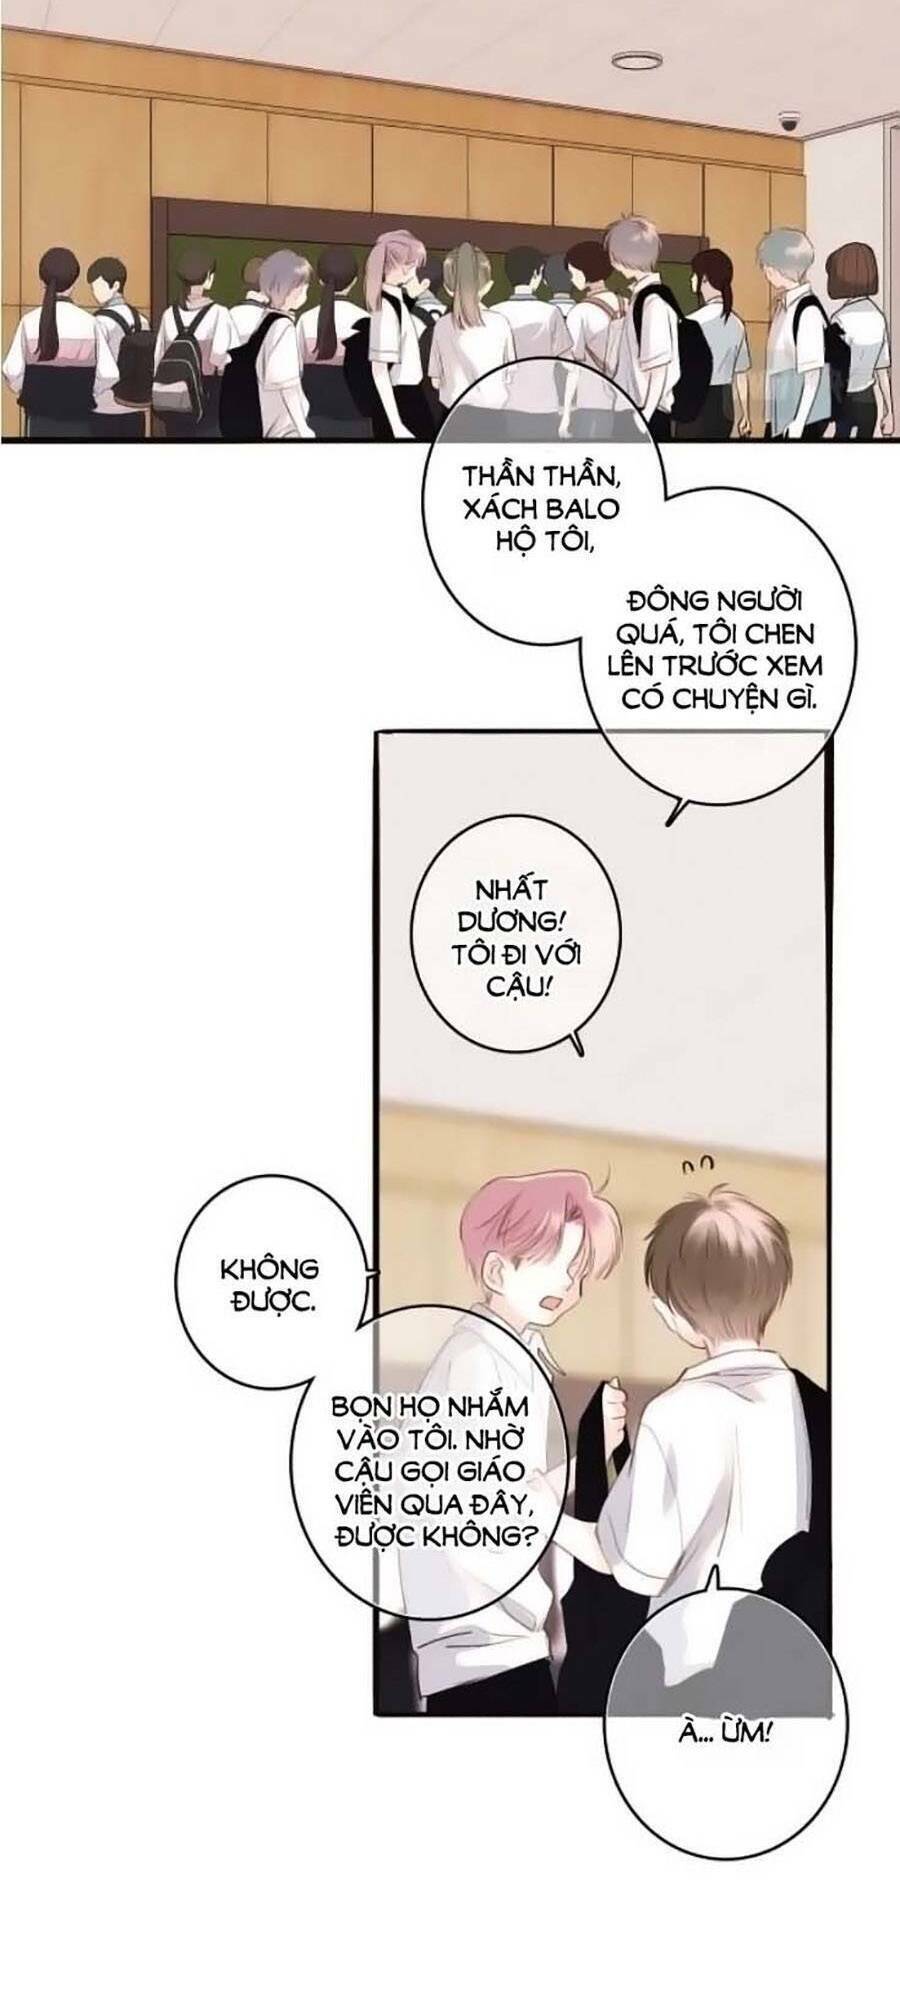 THẦN THẦN,
XÁCH BALO
HỘ TÔI,
ĐÔNG NGƯỜI
QUÁ, TÔI CHEN
LÊN TRƯỚC XEM
CÓ CHUYỆN GÌ.
NHẤT
DƯƠNG!
TÔI ĐI VỚI
CẬU!
KHÔNG
ĐƯỢC.
BỌN HỌ NHẮM
VÀO TÔI. NHỜ
CẬU GỌI GIÁO
VIÊN QUA ĐÂY,
ĐƯỢC KHÔNG?
À... ỪM!